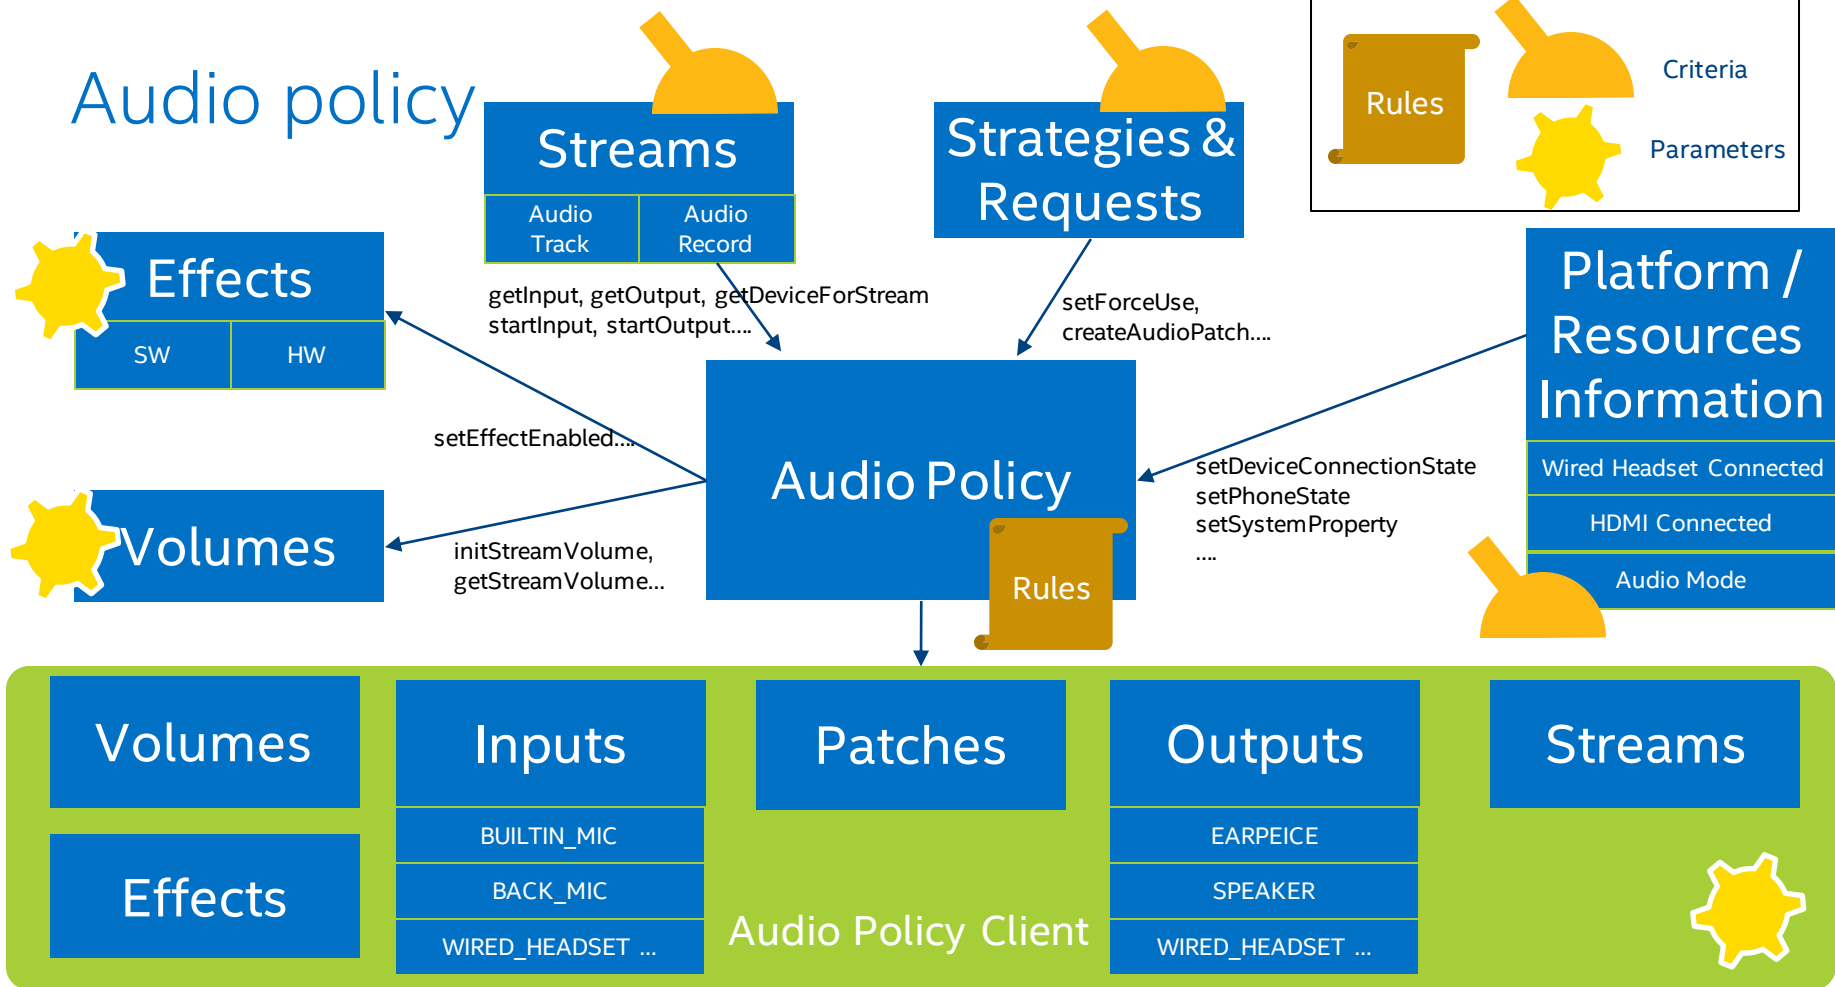 Audio policy
Streams
Audio
Track
Audio
Record
Strategies &
Requests
Rules
Criteria
Parameters
Effects
SW
HW
getInput, getOutput, getDeviceForStream
startInput, startOutput....
setForceUse,
createAudioPatch....
Platform /
Resources
Information
Wired Headset Connected
HDMI Connected
Audio Mode
setEffectEnabled....
Audio Policy
Rules
setDeviceConnectionState
setPhoneState
setSystemProperty
....
Volumes
initStreamVolume,
getStreamVolume...
Volumes
Effects
Inputs
BUILTIN_MIC
BACK_MIC
WIRED_HEADSET ...
Patches
Audio Policy Client
Outputs
EARPEICE
SPEAKER
WIRED_HEADSET ...
Streams